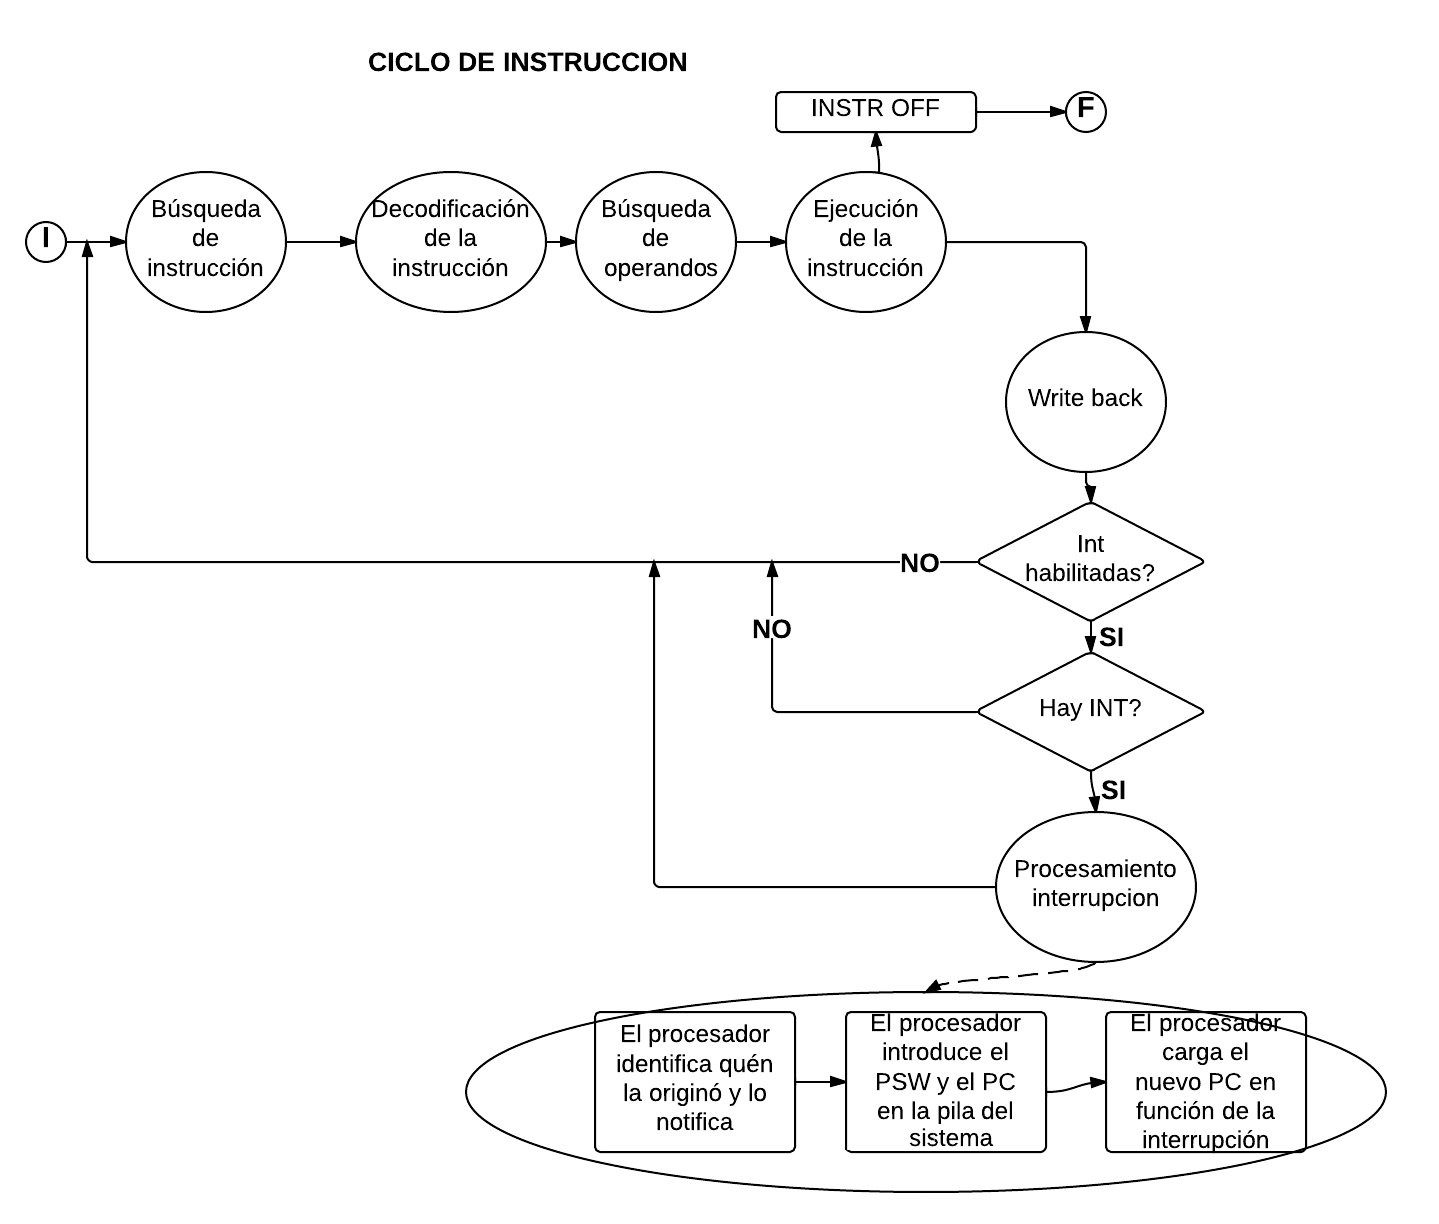 CICLO DE INSTRUCCION
INSTR OFF
F
I
Búsqueda
de
instrucción
Decodificación
de la
instrucción
Búsqueda
de
operandos
Ejecución
de la
instrucción
Write back
Int
habilitadas?
NO
SI
Hay INT?
NO
SI
Procesamiento
interrupcion
El procesador
identifica quén
la originó y lo
notifica
El procesador
introduce el
PSW y el PC
en la pila del
sistema
El procesador
carga el
nuevo PC en
función de la
interrupción